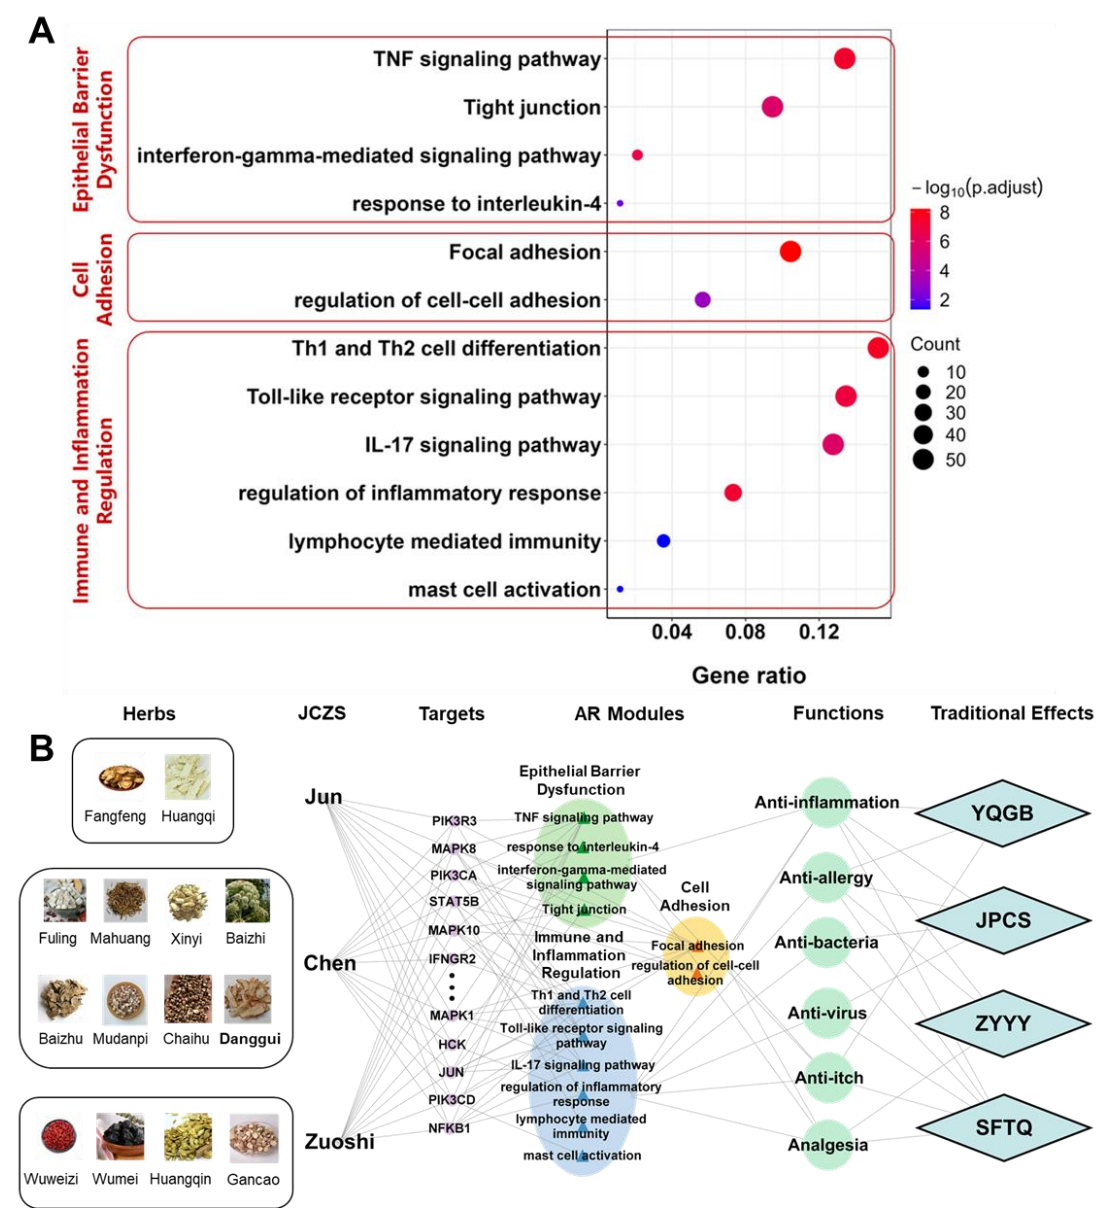 A
Epithelial Barrier
Dysfunction
TNF signaling pathway
Tight junction
interferon-gamma-mediated signaling pathway
response to interleukin-4
Cell
Adhesion
Focal adhesion
regulation of cell-cell adhesion
Immune and Inflammation
Regulation
Th1 and Th2 cell differentiation
Toll-like receptor signaling pathway
IL-17 signaling pathway
regulation of inflammatory response
lymphocyte mediated immunity
mast cell activation
0.04 0.08 0.12
Gene ratio
− log10(p.adjust)
8
6
4
2
Count
10
20
30
40
50
B
Herbs JCZS Targets AR Modules Functions Traditional Effects
Fangfeng Huangqi
Fuling Mahuang Xinyi Baizhi
Baizhu Mudanpi Chaihu Danggui
Wuweizi Wumei Huangqin Gancao
Jun
Chen
Zuoshi
PIK3R3
MAPK8
PIK3CA
STAT5B
MAPK10
IFNGR2
MAPK1
HCK
JUN
PIK3CD
NFKB1
Epithelial Barrier
Dysfunction
TNF signaling pathway
response to interleukin-4
interferon-gamma-mediated
signaling pathway
Tight junction
Immune and
Inflammation
Regulation
Th1 and Th2 cell
differentiation
Toll-like receptor signaling
pathway
IL-17 signaling pathway
regulation of inflammatory
response
lymphocyte mediated
immunity
mast cell activation
Cell
Adhesion
Focal adhesion
regulation of cell-cell
adhesion
Anti-inflammation
Anti-allergy
Anti-bacteria
Anti-virus
Anti-itch
Analgesia
YQGB
JPCS
ZYYY
SFTQ